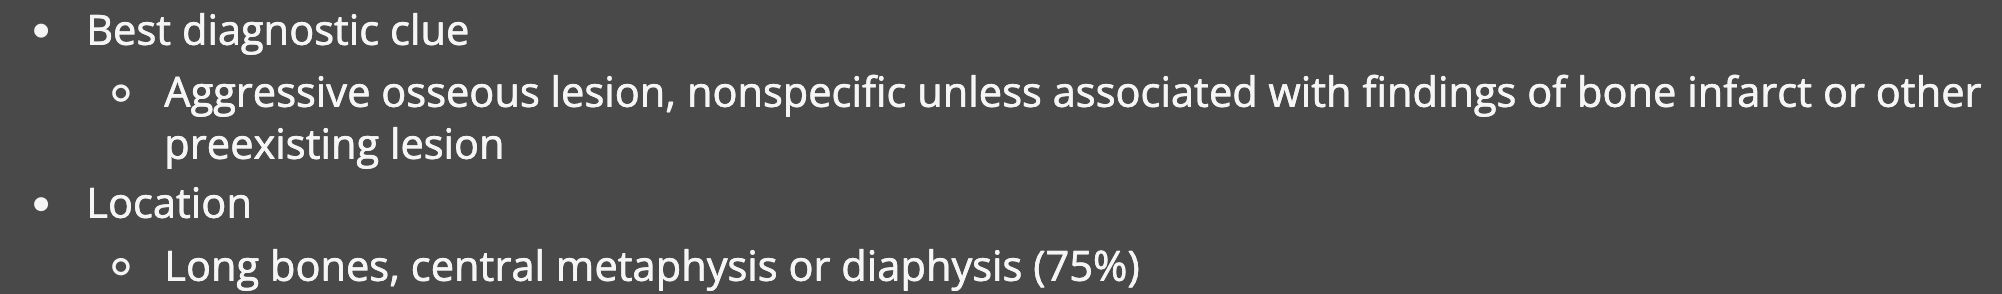 • Best diagnostic clue
◦ Aggressive osseous lesion, nonspecific unless associated with findings of bone infarct or other
preexisting lesion
• Location
◦ Long bones, central metaphysis or diaphysis (75%)